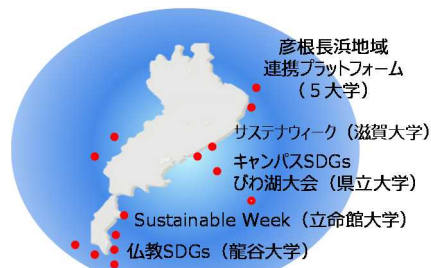 彦根長浜地域
連携プラットフォーム
（５大学）
サステナウィーク（滋賀大学）
キャンパスSDGs
びわ湖大会（県立大学）
Sustainable Week（立命館大学）
仏教SDGs（龍谷大学）